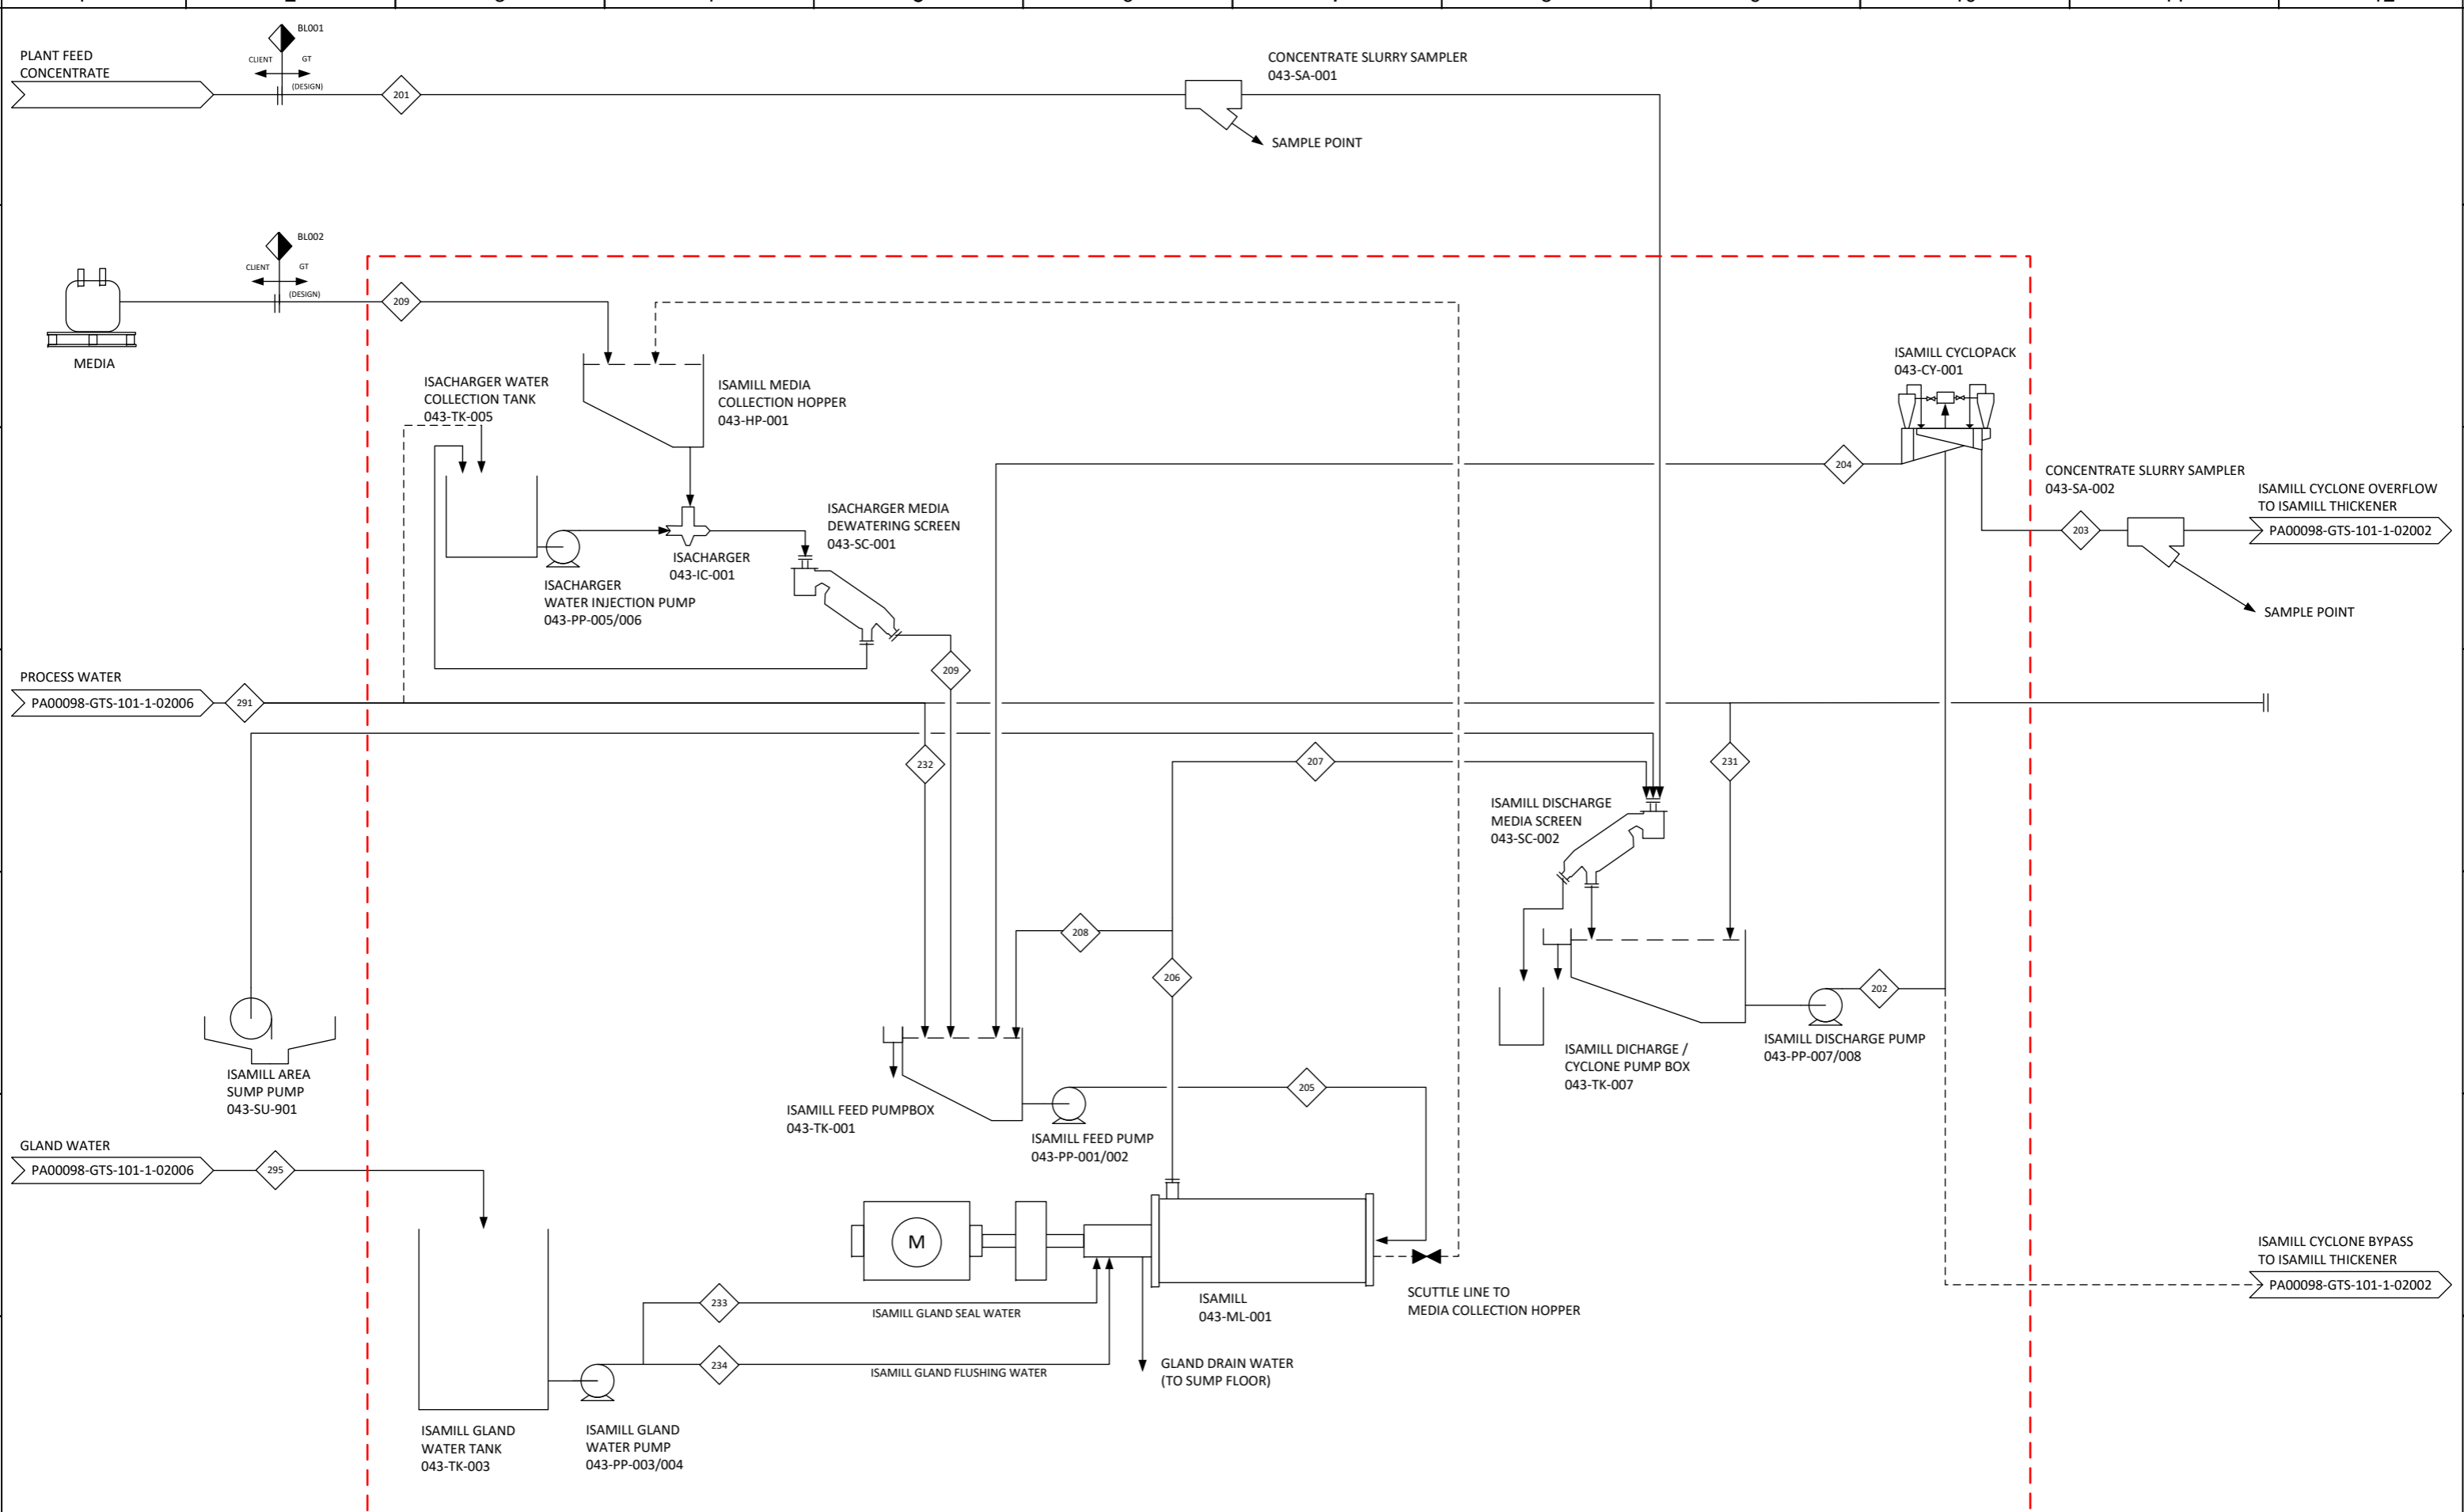 PLANT FEED
CONCENTRATE
BL001
CLIENT
GT
(DESIGN)
201
CONCENTRATE SLURRY SAMPLER
043-SA-001
SAMPLE POINT
BL002
CLIENT
GT
(DESIGN)
209
MEDIA
ISACHARGER WATER
COLLECTION TANK
043-TK-005
ISAMILL MEDIA
COLLECTION HOPPER
043-HP-001
ISAMILL CYCLOPACK
043-CY-001
204
CONCENTRATE SLURRY SAMPLER
043-SA-002
ISAMILL CYCLONE OVERFLOW
TO ISAMILL THICKENER
PA00098-GTS-101-1-02002
203
SAMPLE POINT
ISACHARGER MEDIA
DEWATERING SCREEN
043-SC-001
ISACHARGER
043-IC-001
ISACHARGER
WATER INJECTION PUMP
043-PP-005/006
209
PROCESS WATER
PA00098-GTS-101-1-02006
291
232
207
231
ISAMILL DISCHARGE
MEDIA SCREEN
043-SC-002
208
206
202
ISAMILL DISCHARGE PUMP
043-PP-007/008
ISAMILL DICHARGE /
CYCLONE PUMP BOX
043-TK-007
ISAMILL AREA
SUMP PUMP
043-SU-901
205
ISAMILL FEED PUMPBOX
043-TK-001
ISAMILL FEED PUMP
043-PP-001/002
GLAND WATER
PA00098-GTS-101-1-02006
295
M
ISAMILL CYCLONE BYPASS
TO ISAMILL THICKENER
PA00098-GTS-101-1-02002
SCUTTLE LINE TO
MEDIA COLLECTION HOPPER
ISAMILL
043-ML-001
233
ISAMILL GLAND SEAL WATER
234
ISAMILL GLAND FLUSHING WATER
GLAND DRAIN WATER
(TO SUMP FLOOR)
ISAMILL GLAND
WATER TANK
043-TK-003
ISAMILL GLAND
WATER PUMP
043-PP-003/004